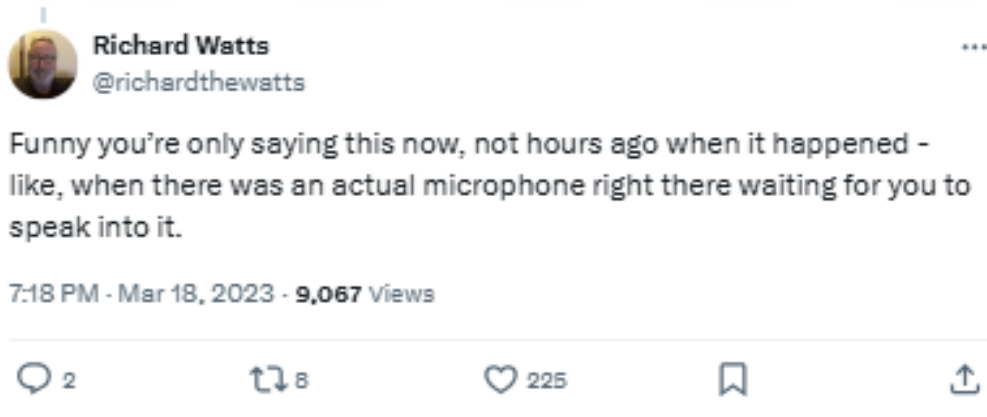 Richard Watts
@richardthewatts
Funny you’re only saying this now, not hours ago when it happened -
like, when there was an actual microphone right there waiting for you to
speak into it.
7:18 PM · Mar 18, 2023 · 9,067 Views
2 8 225